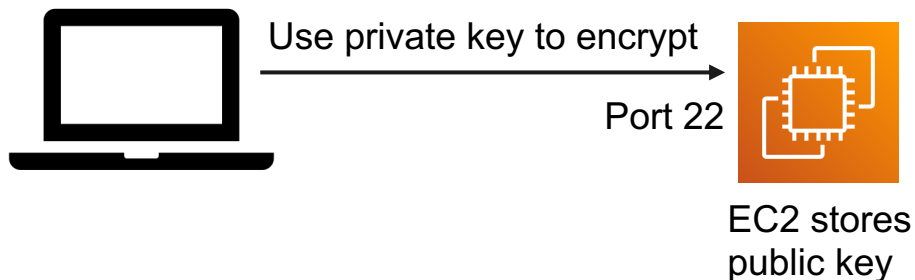 Use private key to encrypt
Port 22
EC2 stores
public key